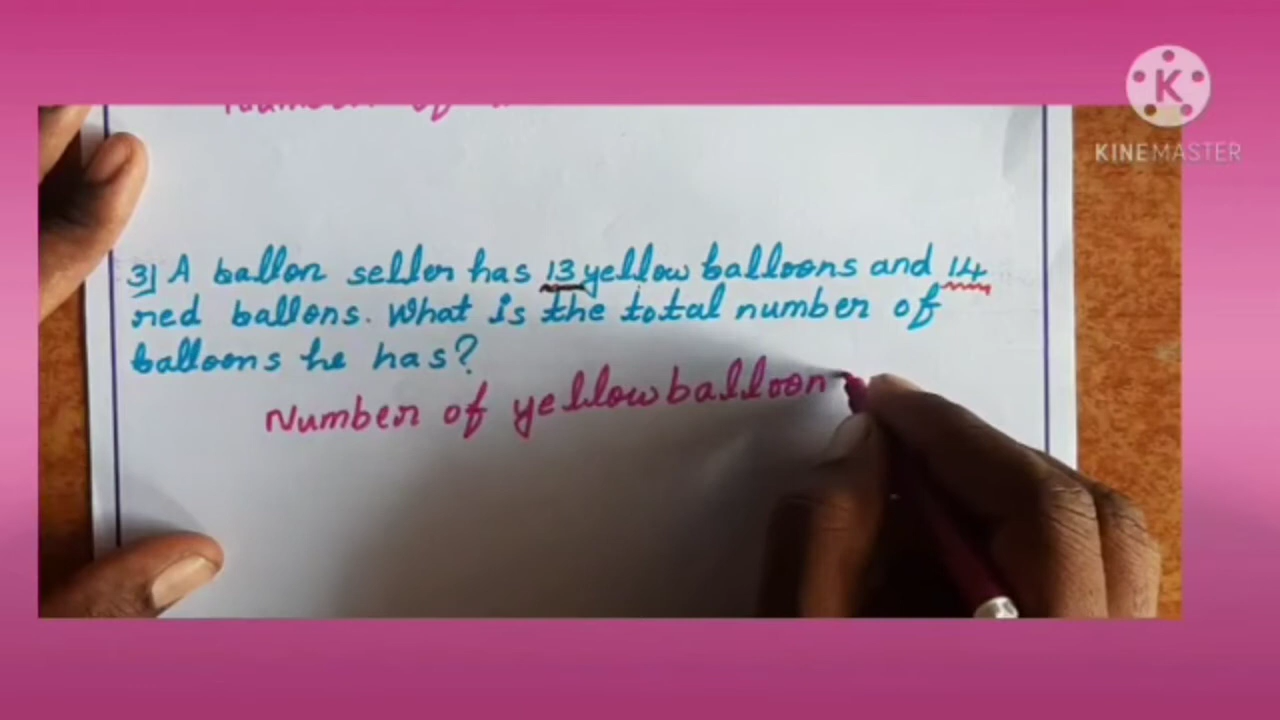 KINEMASTER
3) A ballon seller has 13 yellow balloons and 14
red ballons. What is the total number of
balloons he has?
Number of yellow balloon